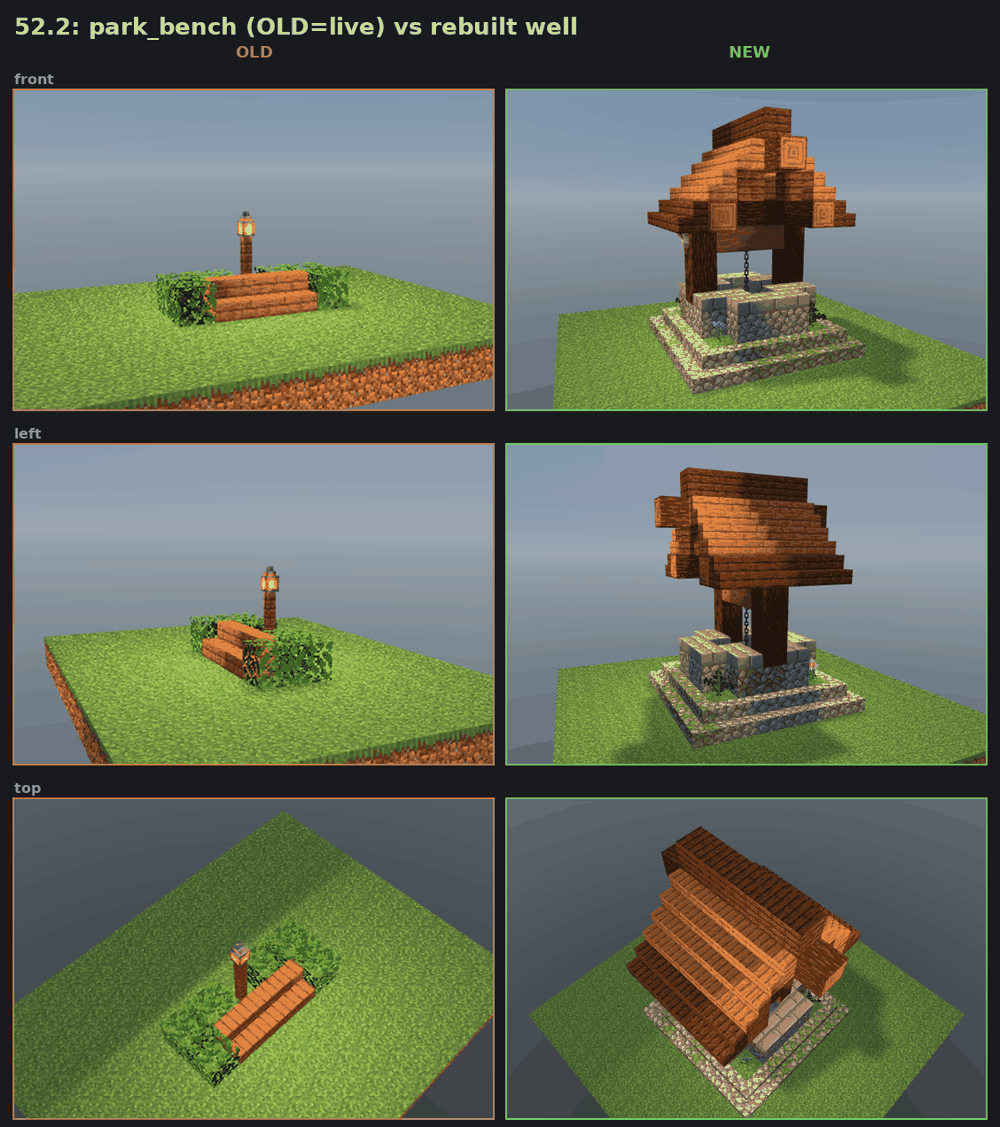 52.2: park_bench (OLD=live) vs rebuilt well
OLD
NEW
front
left
top